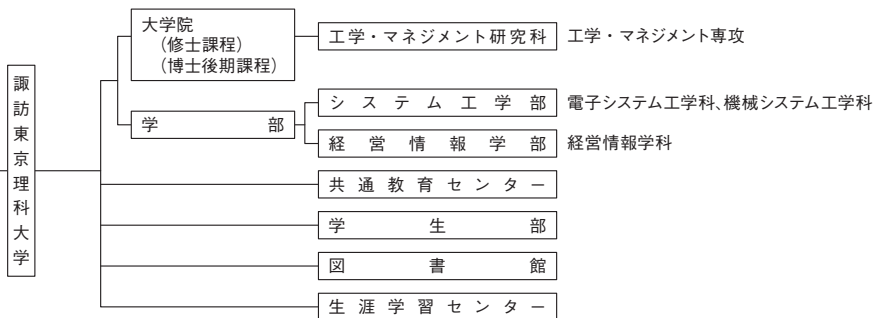 諏訪東京理科大学
大学院
（修士課程）
（博士後期課程）
工学・マネジメント研究科 工学・マネジメント専攻
学部
システム工学部 電子システム工学科、機械システム工学科
経営情報学部 経営情報学科
共通教育センター
学生部
図書館
生涯学習センター